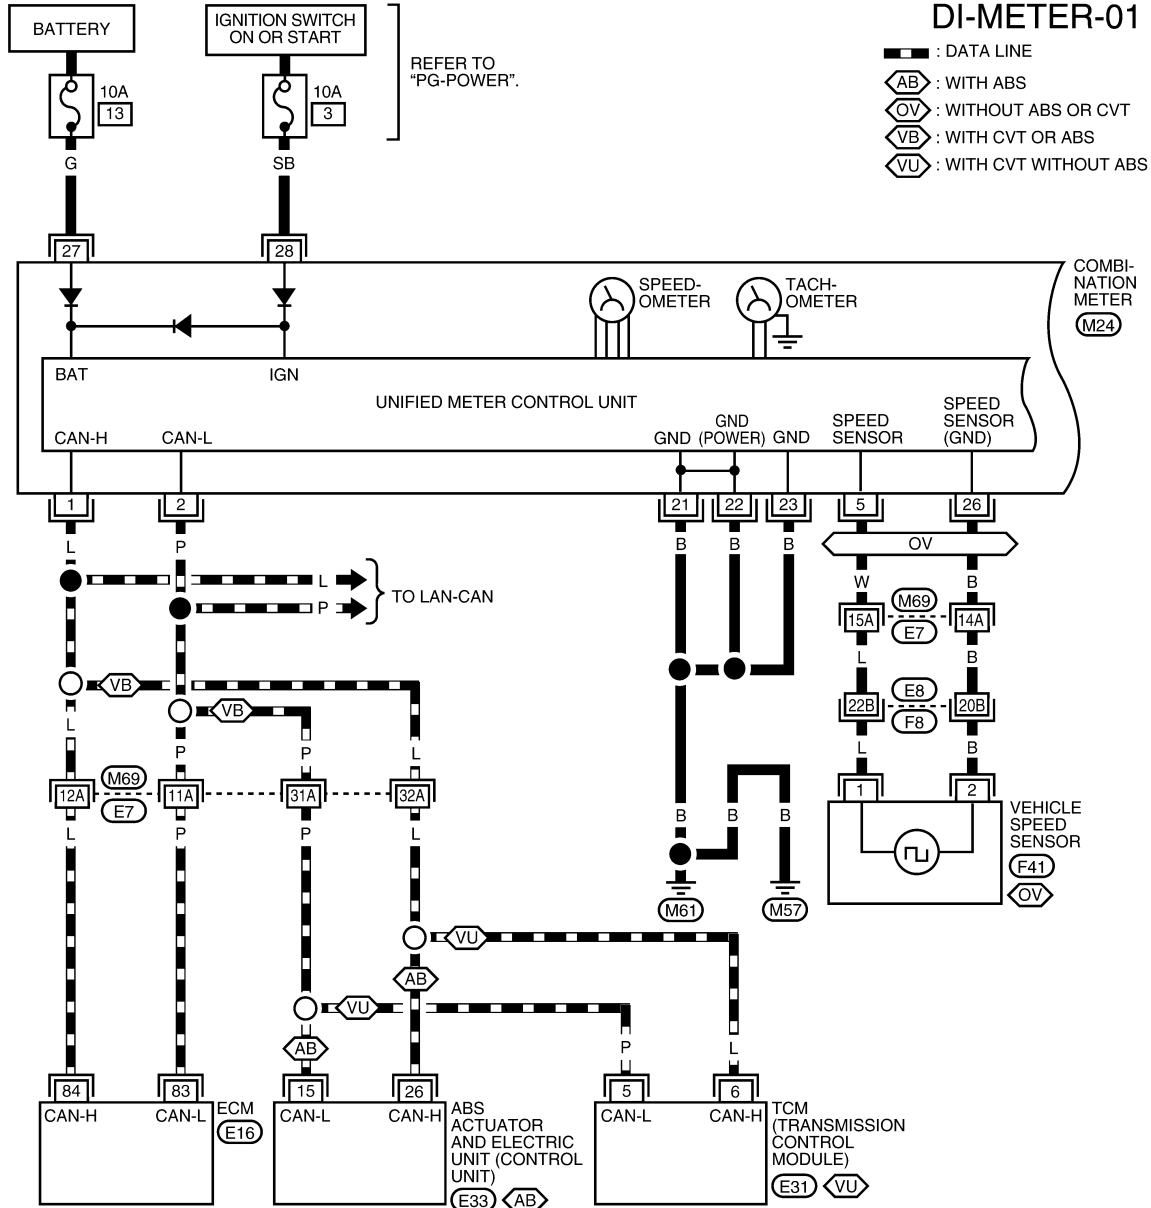 DI-METER-01
BATTERY
IGNITION SWITCH
ON OR START
REFER TO
“PG-POWER”.
: DATA LINE
AB : WITH ABS
OV : WITHOUT ABS OR CVT
VB : WITH CVT OR ABS
VU : WITH CVT WITHOUT ABS
10A
13
10A
3
G
SB
27
28
COMBI-
NATION
METER
M24
SPEED-
OMETER
TACH-
OMETER
BAT
IGN
UNIFIED METER CONTROL UNIT
CAN-H
CAN-L
GND
GND
(POWER)
GND
SPEED
SENSOR
SPEED
SENSOR
(GND)
1
2
21
22
23
5
26
L
P
B
B
B
OV
L
P
TO LAN-CAN
W
B
15A
M69
E7
14A
L
B
22B
E8
F8
20B
L
B
VB
VB
L
P
P
L
12A
M69
E7
11A
31A
32A
L
P
P
L
B
B
B
M61
M57
1
2
VEHICLE
SPEED
SENSOR
F41
OV
VU
AB
VU
AB
P
L
84
83
15
26
5
6
CAN-H
CAN-L
ECM
E16
CAN-L
CAN-H
ABS
ACTUATOR
AND ELECTRIC
UNIT (CONTROL
UNIT)
E33 AB
CAN-L
CAN-H
TCM
(TRANSMISSION
CONTROL
MODULE)
E31 VU